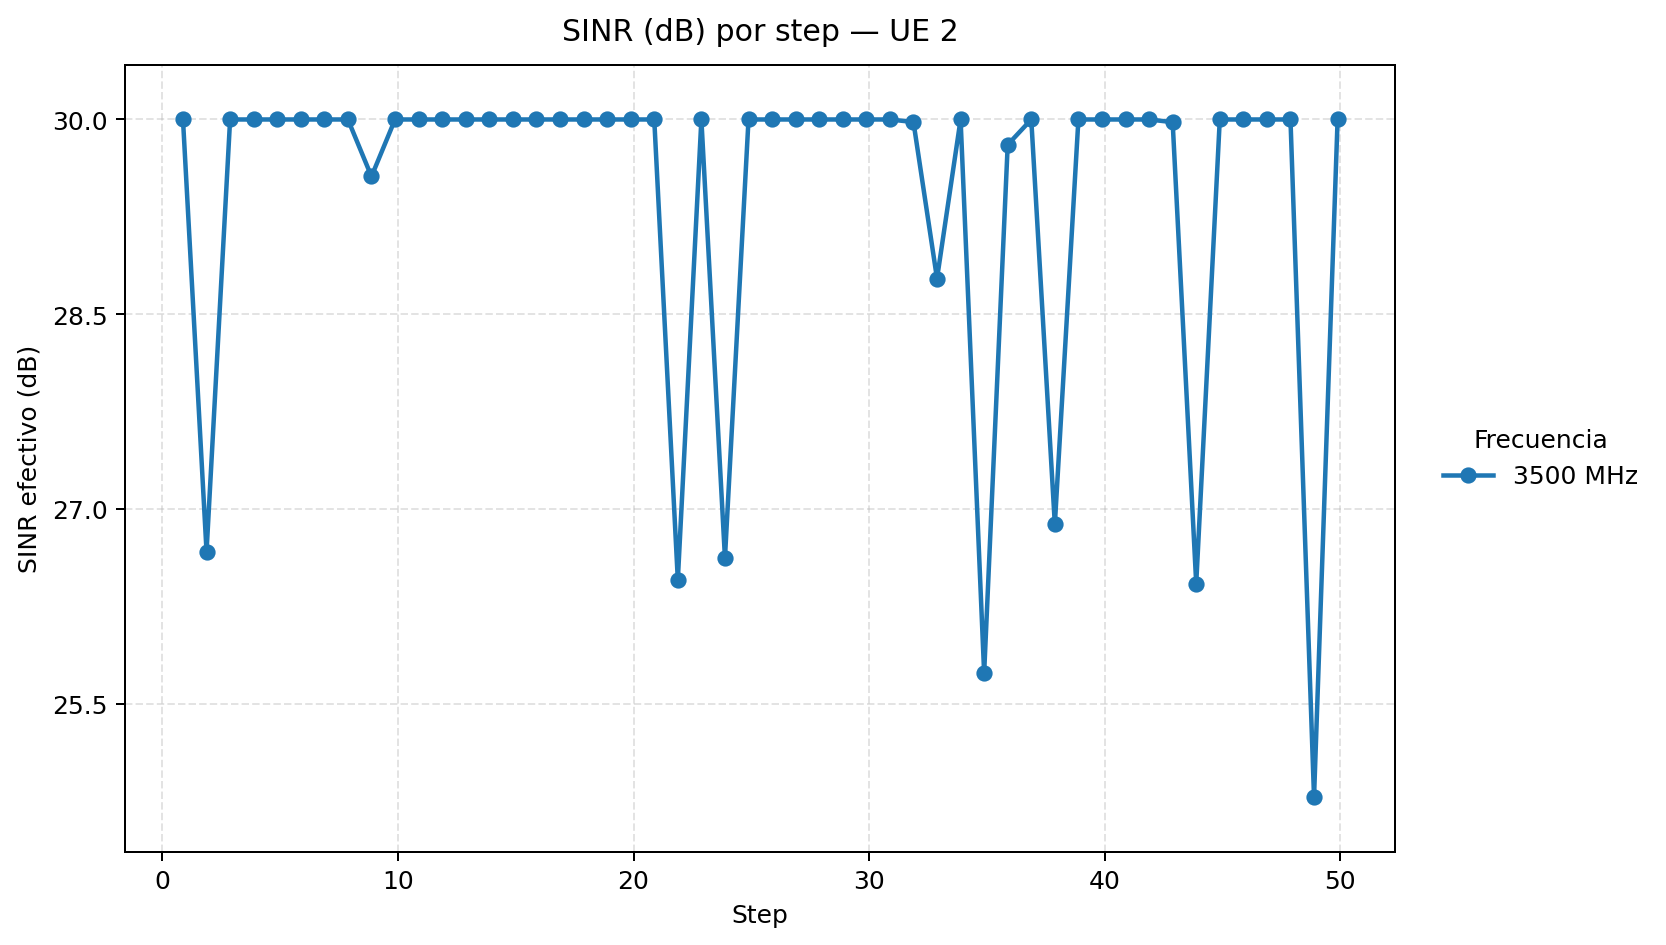 SINR (dB) por step — UE 2
30.0
28.5
27.0
25.5
SINR efectivo (dB)
0 10 20 30 40 50
Step
Frecuencia
3500 MHz